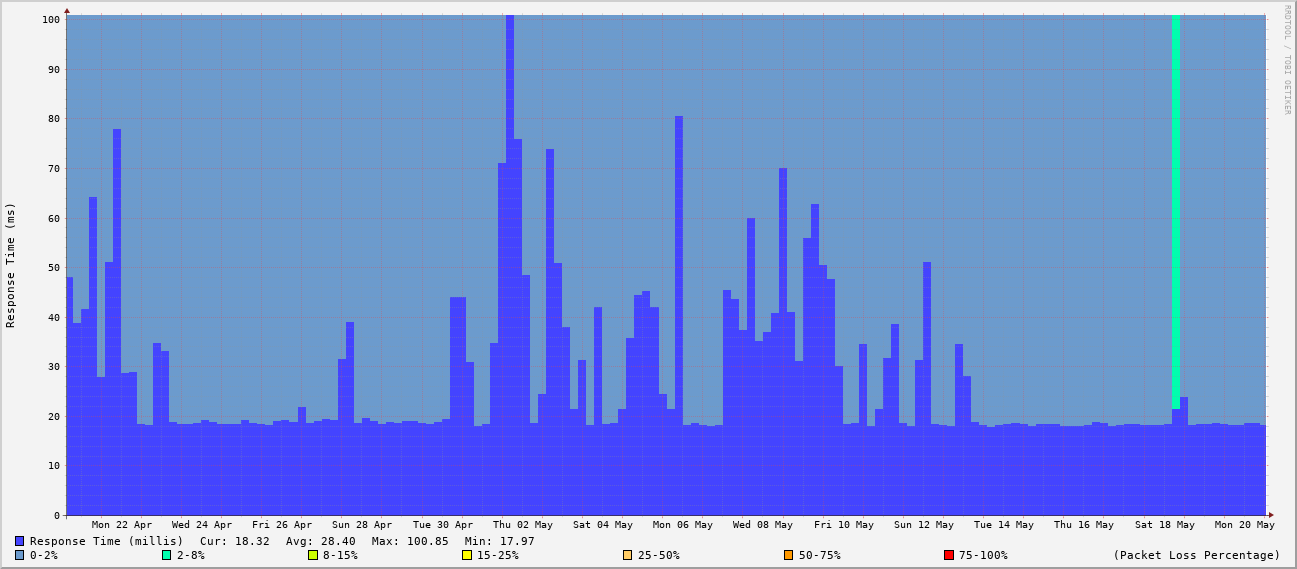 RRDTOOL / TOBI OETIKER
Response Time (ms)
100
90
80
70
60
50
40
30
20
10
0
Mon 22 Apr Wed 24 Apr Fri 26 Apr Sun 28 Apr Tue 30 Apr Thu 02 May Sat 04 May Mon 06 May Wed 08 May Fri 10 May Sun 12 May Tue 14 May Thu 16 May Sat 18 May Mon 20 May
Response Time (millis) Cur: 18.32 Avg: 28.40 Max: 100.85 Min: 17.97
0-2% 2-8% 8-15% 15-25% 25-50% 50-75% 75-100% (Packet Loss Percentage)